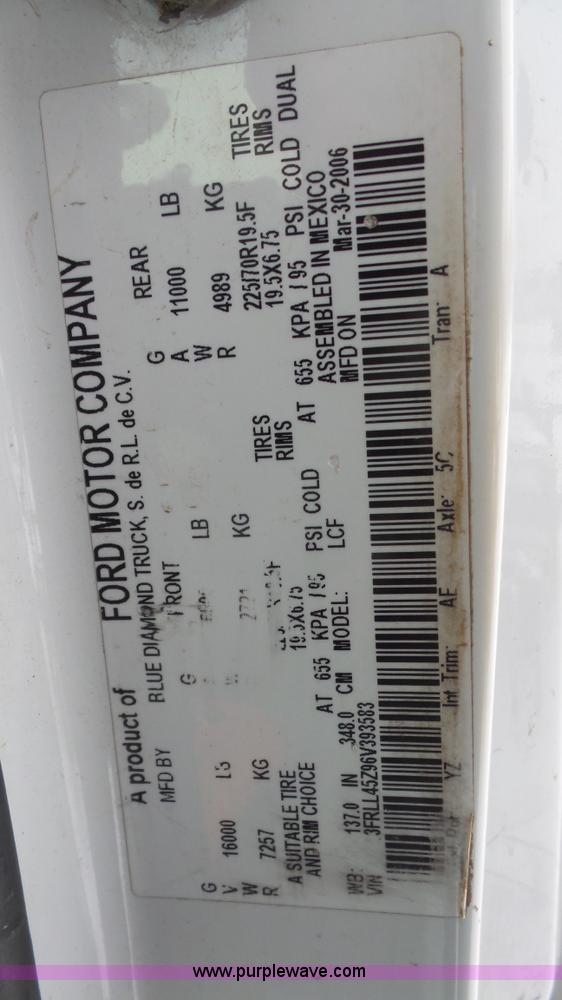 A product of FORD MOTOR COMPANY
MFD BY BLUE DIAMOND TRUCK, S. de R.L. de C.V.
FRONT REAR
G G G
V 16000 LB LB A 11000 LB
W W W
R 7257 KG KG R 4989 KG
A SUITABLE TIRE TIRES 225/70R19.5F TIRES
AND RIM CHOICE 19.5X6.75 RIMS 19.5X6.75 RIMS
AT 655 KPA / 95 PSI COLD AT 655 KPA / 95 PSI COLD DUAL
WB: 137.0 IN 348.0 CM MODEL: LCF ASSEMBLED IN MEXICO
VIN 3FRLL45Z96V393583 MFD ON Mar-30-2006
YZ Int Trim: AE Axle: 5C Tran: A
www.purplewave.com